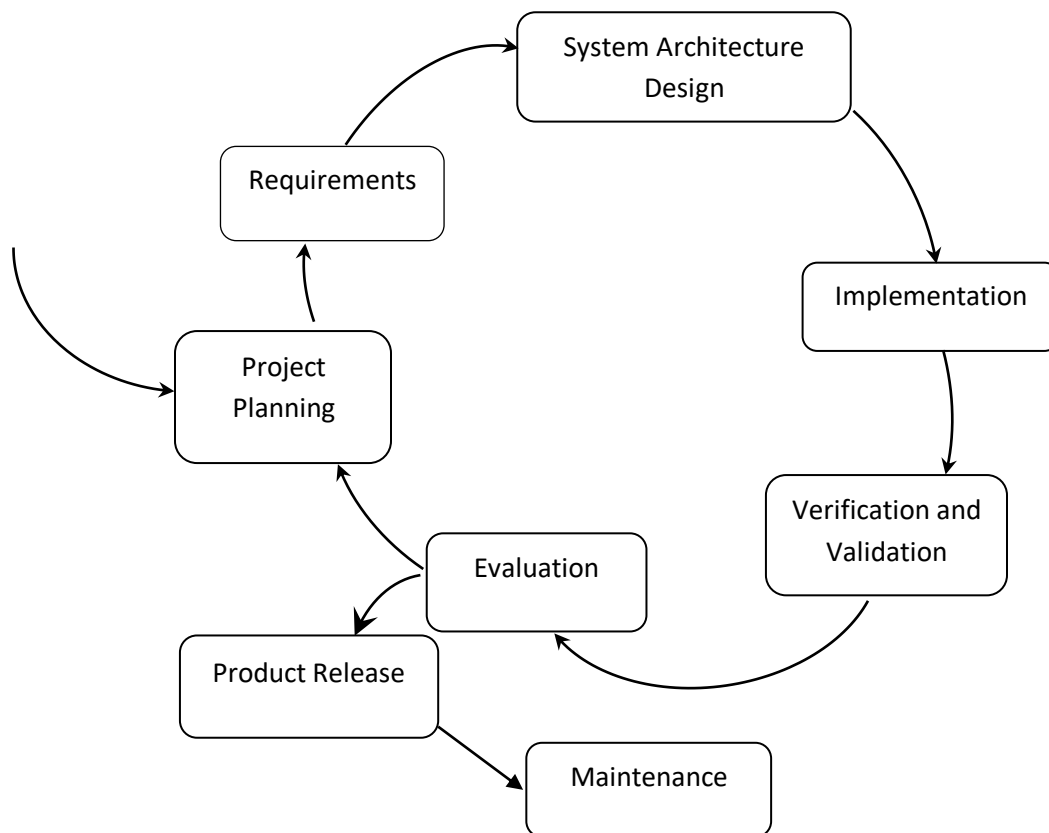 System Architecture
Design
Requirements
Implementation
Project
Planning
Verification and
Validation
Evaluation
Product Release
Maintenance